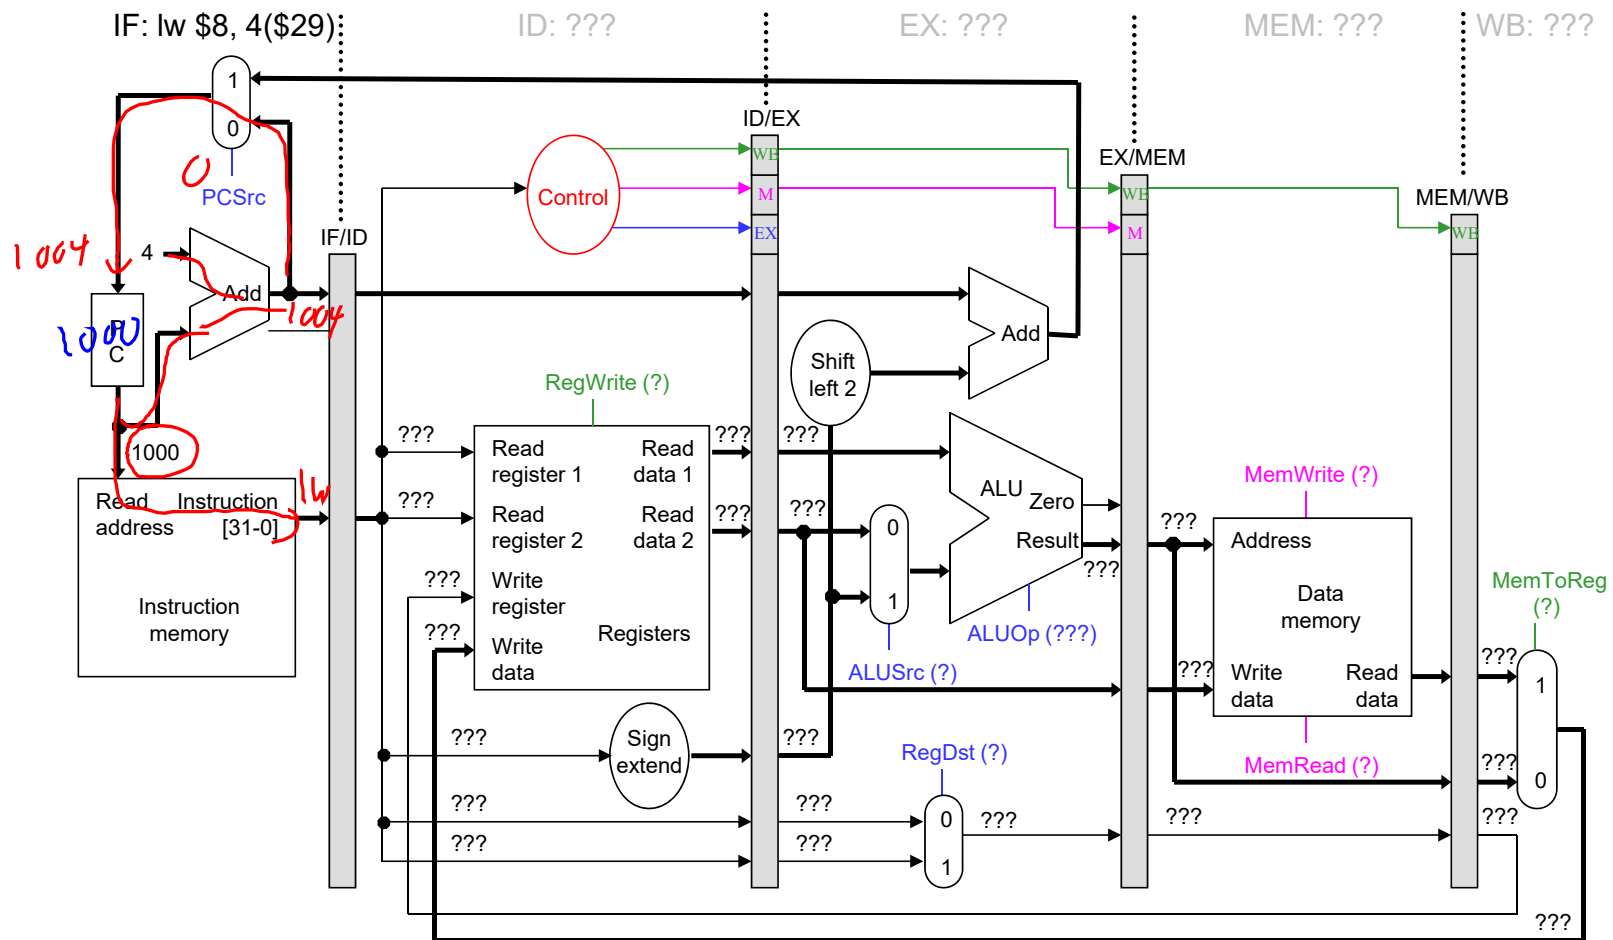 IF: lw $8, 4($29)
ID: ???
EX: ???
MEM: ???
WB: ???
1
0
0
PCSrc
ID/EX
WB
M
EX
Control
EX/MEM
WB
M
MEM/WB
WB
IF/ID
1004
4
Add
1004
1000
P
C
1000
lw
Read
address
Instruction
[31-0]
Instruction
memory
RegWrite (?)
???
???
???
???
Read
register 1
Read
data 1
Read
register 2
Read
data 2
Write
register
Write
data
Registers
???
???
???
???
Shift
left 2
Add
0
1
ALUSrc (?)
ALU
Zero
Result
ALUOp (???)
???
???
Sign
extend
???
RegDst (?)
???
???
???
???
0
1
???
MemWrite (?)
???
Address
Data
memory
Write
data
Read
data
???
MemRead (?)
???
MemToReg
(?)
???
1
???
0
???
???